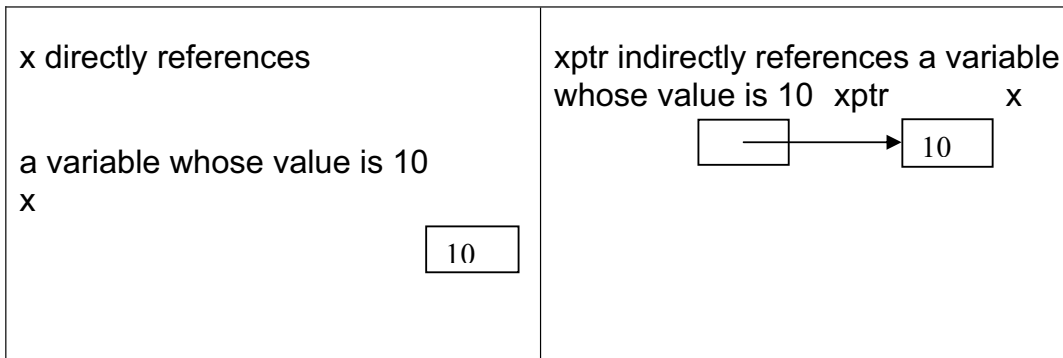 x directly references
a variable whose value is 10
x
10
xptr indirectly references a variable
whose value is 10 xptr x
10